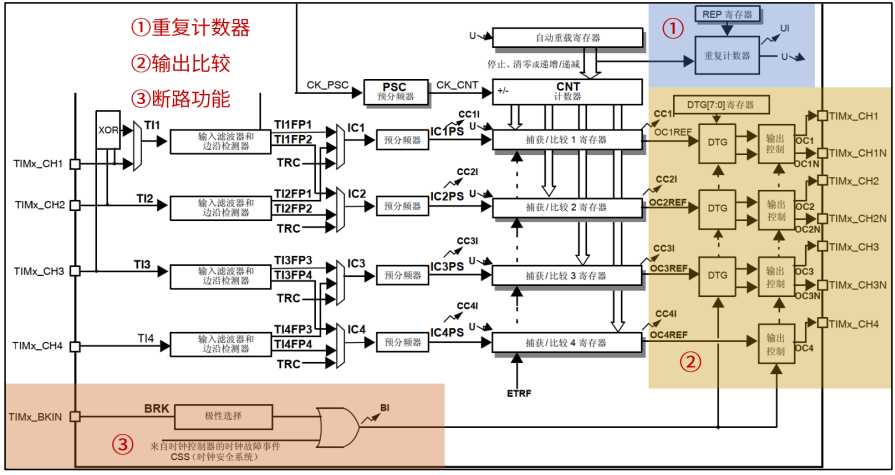 ①重复计数器
②输出比较
③断路功能
U
自动重载寄存器
停止、清零或递增/递减
①
REP 寄存器
UI
重复计数器
U
CK_PSC
PSC
预分频器
CK_CNT
+/-
CNT
计数器
DTG[7:0]寄存器
XOR
TI1
输入滤波器和
边沿检测器
TI1FP1
TI1FP2
TRC
IC1
预分频器
CC1I
U
IC1PS
捕获/比较 1 寄存器
CC1I
OC1REF
DTG
输出
控制
OC1
OC1N
TIMx_CH1
TIMx_CH1
TIMx_CH1N
TIMx_CH2
TI2
输入滤波器和
边沿检测器
TI2FP1
TI2FP2
TRC
IC2
预分频器
CC2I
U
IC2PS
捕获/比较 2 寄存器
CC2I
OC2REF
DTG
输出
控制
OC2
OC2N
TIMx_CH2
TIMx_CH2N
TIMx_CH3
TI3
输入滤波器和
边沿检测器
TI3FP3
TI3FP4
TRC
IC3
预分频器
CC3I
U
IC3PS
捕获/比较 3 寄存器
CC3I
OC3REF
DTG
输出
控制
OC3
OC3N
TIMx_CH3
TIMx_CH3N
TIMx_CH4
TI4
输入滤波器和
边沿检测器
TI4FP3
TI4FP4
TRC
IC4
预分频器
CC4I
U
IC4PS
捕获/比较 4 寄存器
CC4I
OC4REF
输出
控制
OC4
TIMx_CH4
②
ETRF
TIMx_BKIN
BRK
极性选择
BI
③
来自时钟控制器的时钟故障事件
CSS（时钟安全系统）